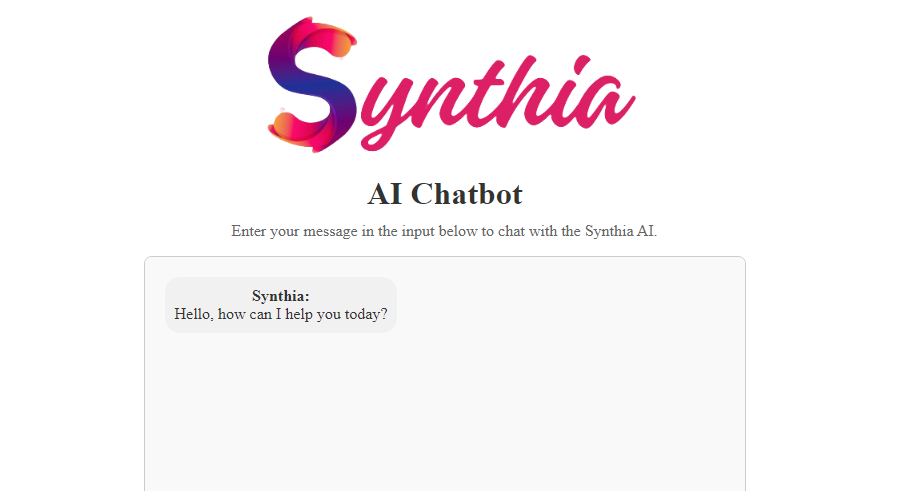 Synthia
AI Chatbot
Enter your message in the input below to chat with the Synthia AI.
Synthia:
Hello, how can I help you today?